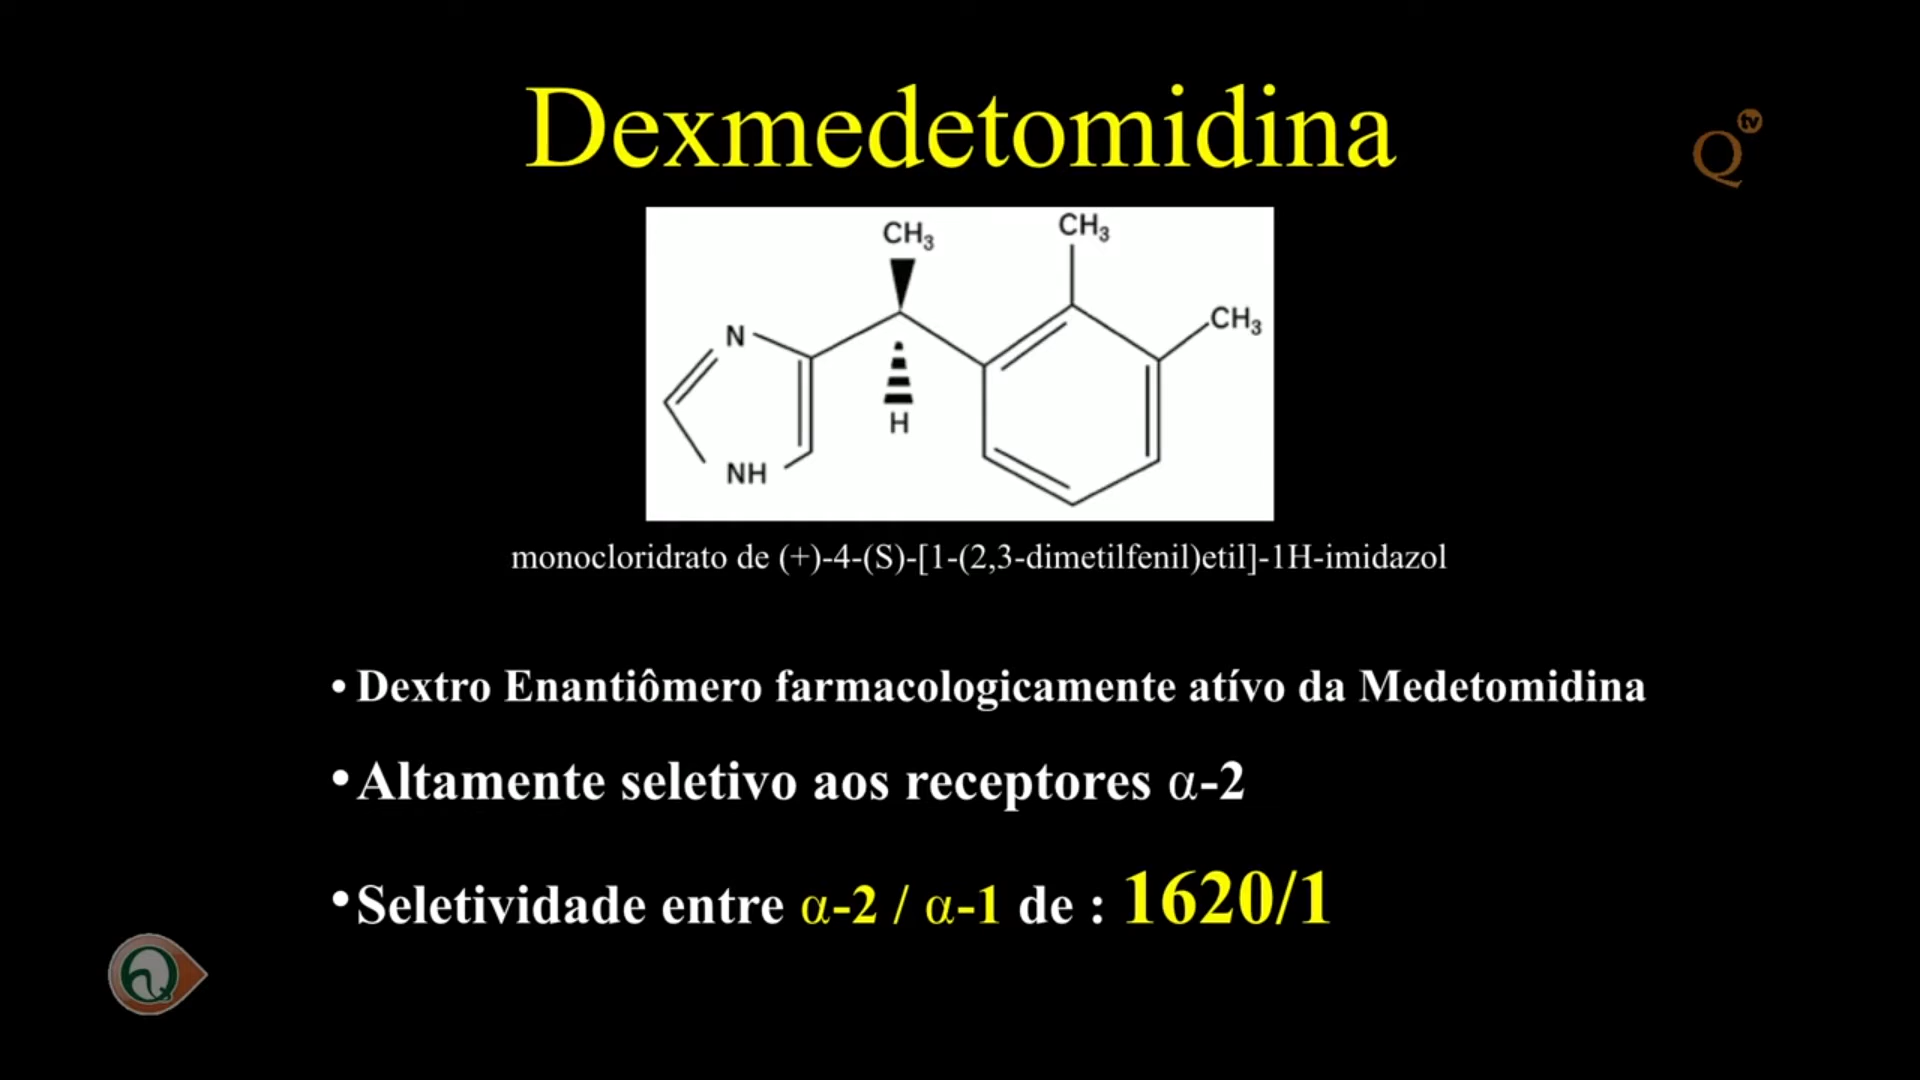 Dexmedetomidina
Q tv
CH₃
CH₃
CH₃
N
H
NH
monocloridrato de (+)-4-(S)-[1-(2,3-dimetilfenil)etil]-1H-imidazol
• Dextro Enantiômero farmacologicamente atívo da Medetomidina
• Altamente seletivo aos receptores α-2
• Seletividade entre α-2 / α-1 de : 1620/1